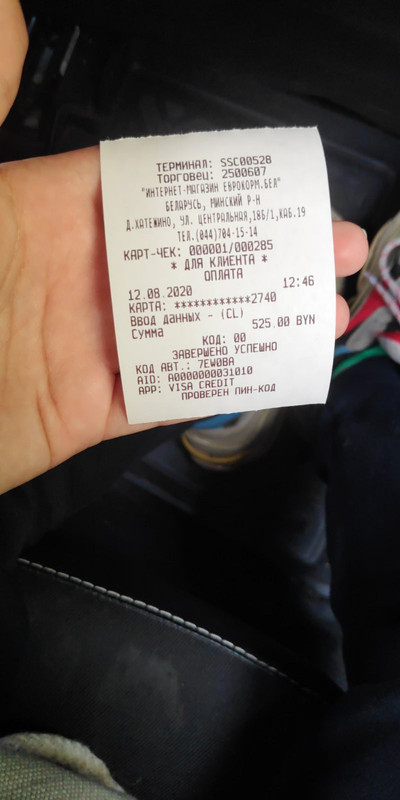 ТЕРМИНАЛ: SSC00528
ТОРГОВЕЦ: 2500607
"ИНТЕРНЕТ-МАГАЗИН ЕВРОКОРМ.БЕЛ"
БЕЛАРУСЬ, МИНСКИЙ Р-Н
Д.ХАТЕЖИНО, УЛ. ЦЕНТРАЛЬНАЯ,18Б/1,КАБ.19
ТЕЛ.(044)704-15-14
КАРТ-ЧЕК: 000001/000285
* ДЛЯ КЛИЕНТА *
ОПЛАТА
12.08.2020 12:46
КАРТА: ************2740
Ввод данных - (CL)
Сумма 525.00 BYN
КОД: 00
ЗАВЕРШЕНО УСПЕШНО
КОД АВТ.: 7EW0BA
AID: A0000000031010
APP: VISA CREDIT
ПРОВЕРЕН ПИН-КОД